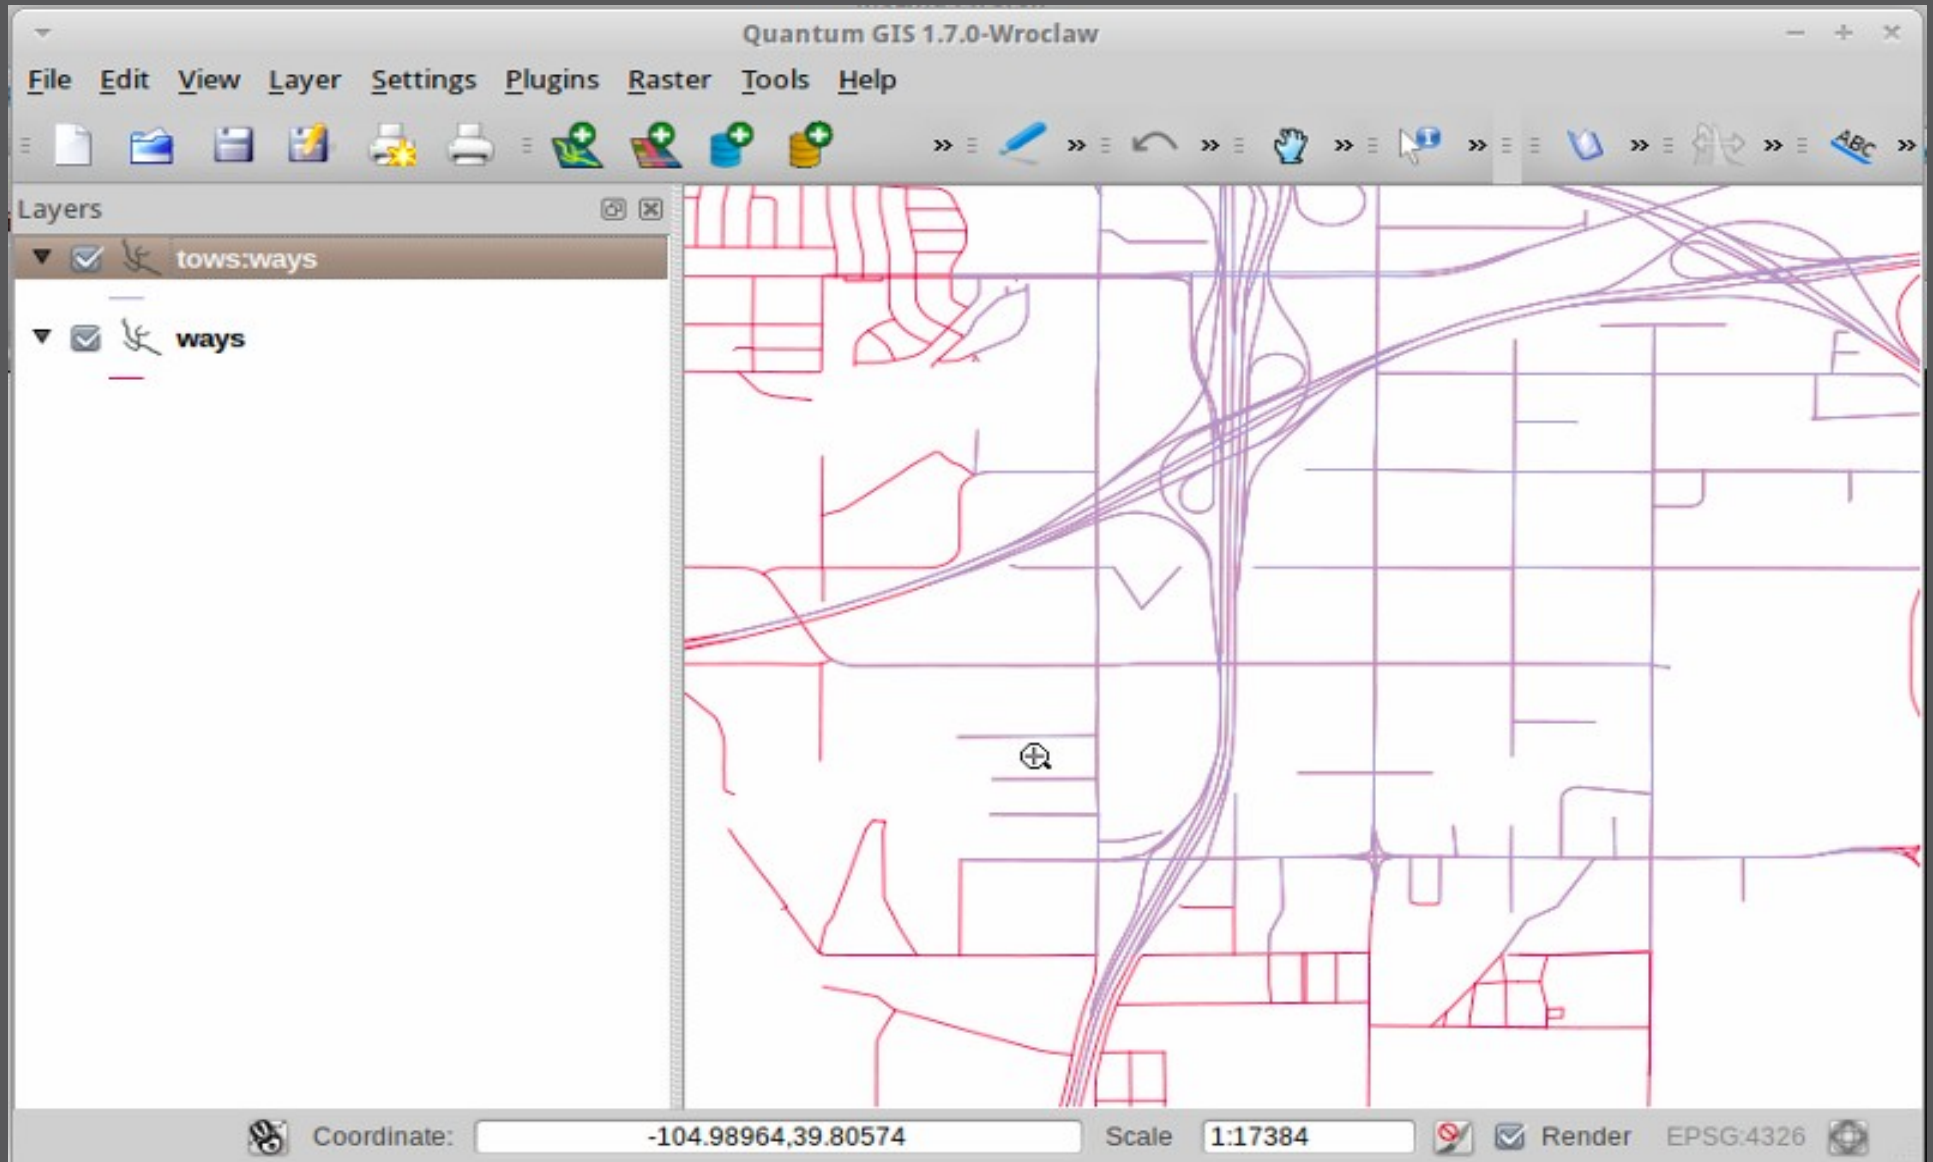 Quantum GIS 1.7.0-Wroclaw
File Edit View Layer Settings Plugins Raster Tools Help
ABC
Layers
tows:ways
ways
Coordinate: -104.98964,39.80574 Scale 1:17384 Render EPSG:4326